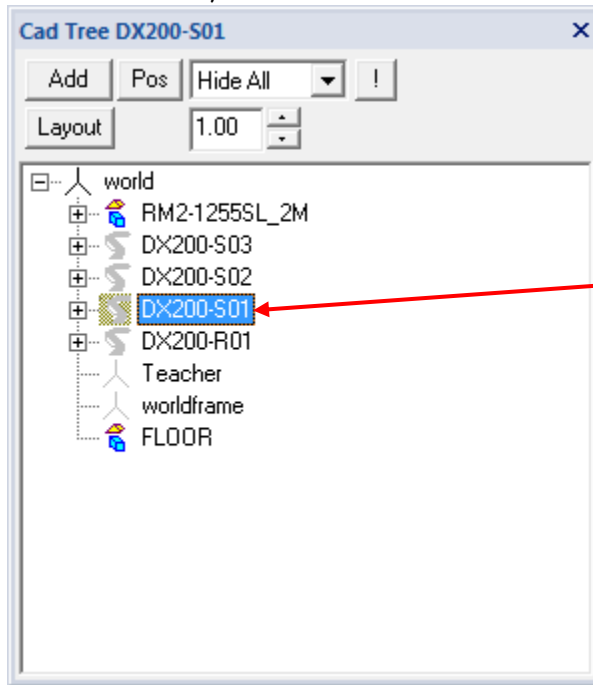 Cad Tree DX200-S01
Add Pos Hide All !
Layout 1.00
world
RM2-1255SL_2M
DX200-S03
DX200-S02
DX200-S01
DX200-R01
Teacher
worldframe
FLOOR